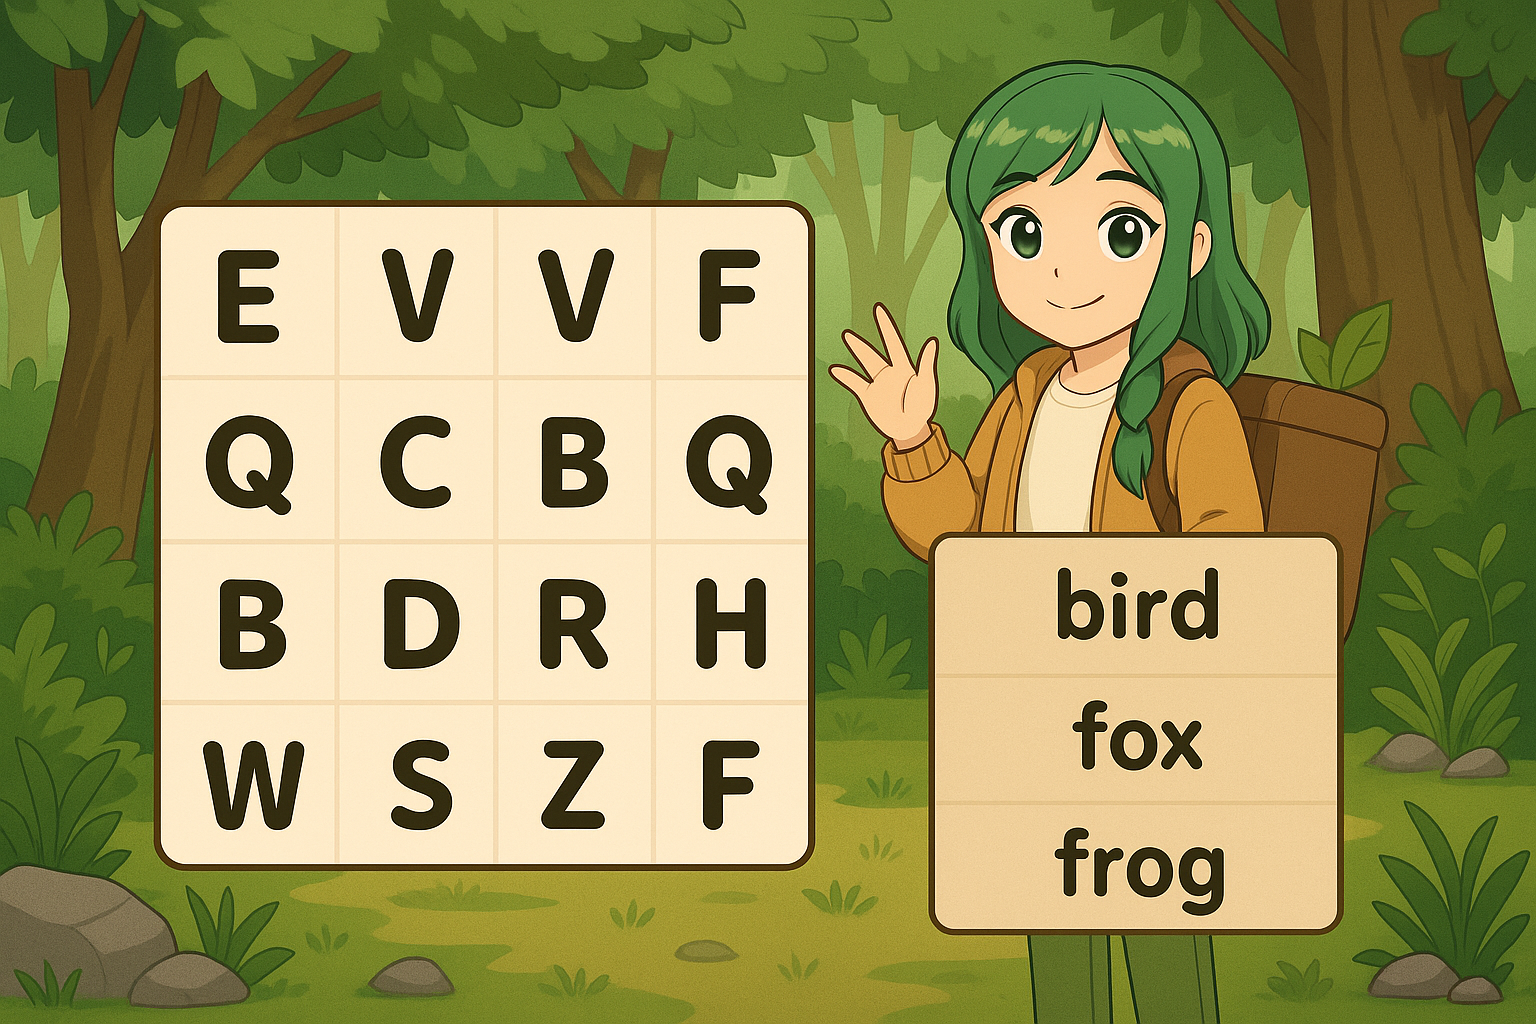 E V V F
Q C B Q
B D R H
W S Z F
bird
fox
frog